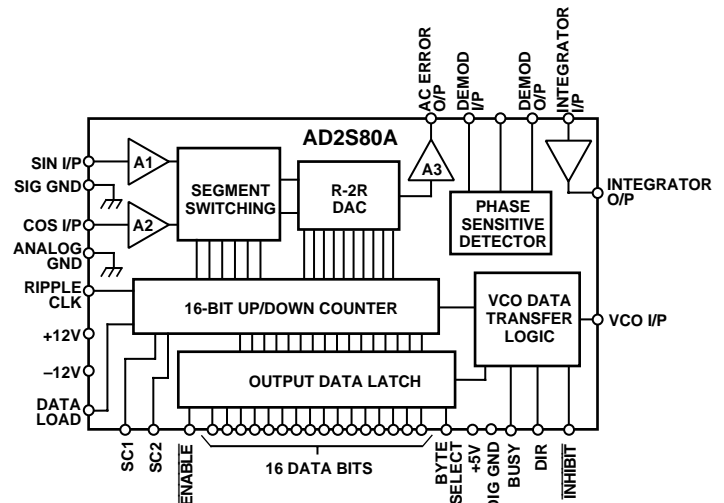 AC ERROR
O/P
DEMOD
I/P
DEMOD
O/P
INTEGRATOR
I/P
AD2S80A
SIN I/P
A1
SIG GND
SEGMENT
SWITCHING
R-2R
DAC
A3
INTEGRATOR
O/P
COS I/P
A2
PHASE
SENSITIVE
DETECTOR
ANALOG
GND
RIPPLE
CLK
16-BIT UP/DOWN COUNTER
VCO DATA
TRANSFER
LOGIC
VCO I/P
+12V
–12V
OUTPUT DATA LATCH
DATA
LOAD
SC1
SC2
ENABLE
16 DATA BITS
BYTE
SELECT
+5V
DIG GND
BUSY
DIR
INHIBIT